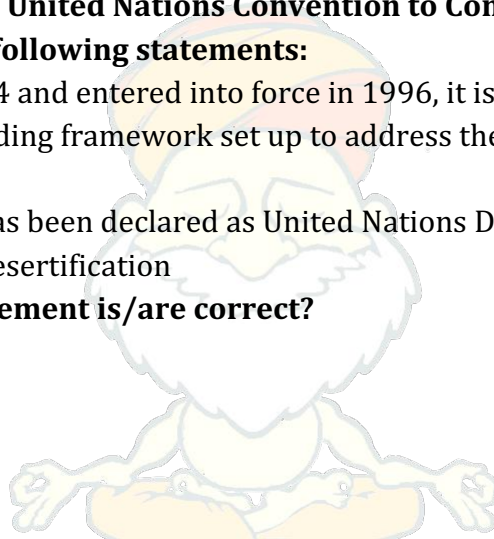 United Nations Convention to Con
following statements:
4 and entered into force in 1996, it is
ding framework set up to address the
as been declared as United Nations D
esertification
ement is/are correct?